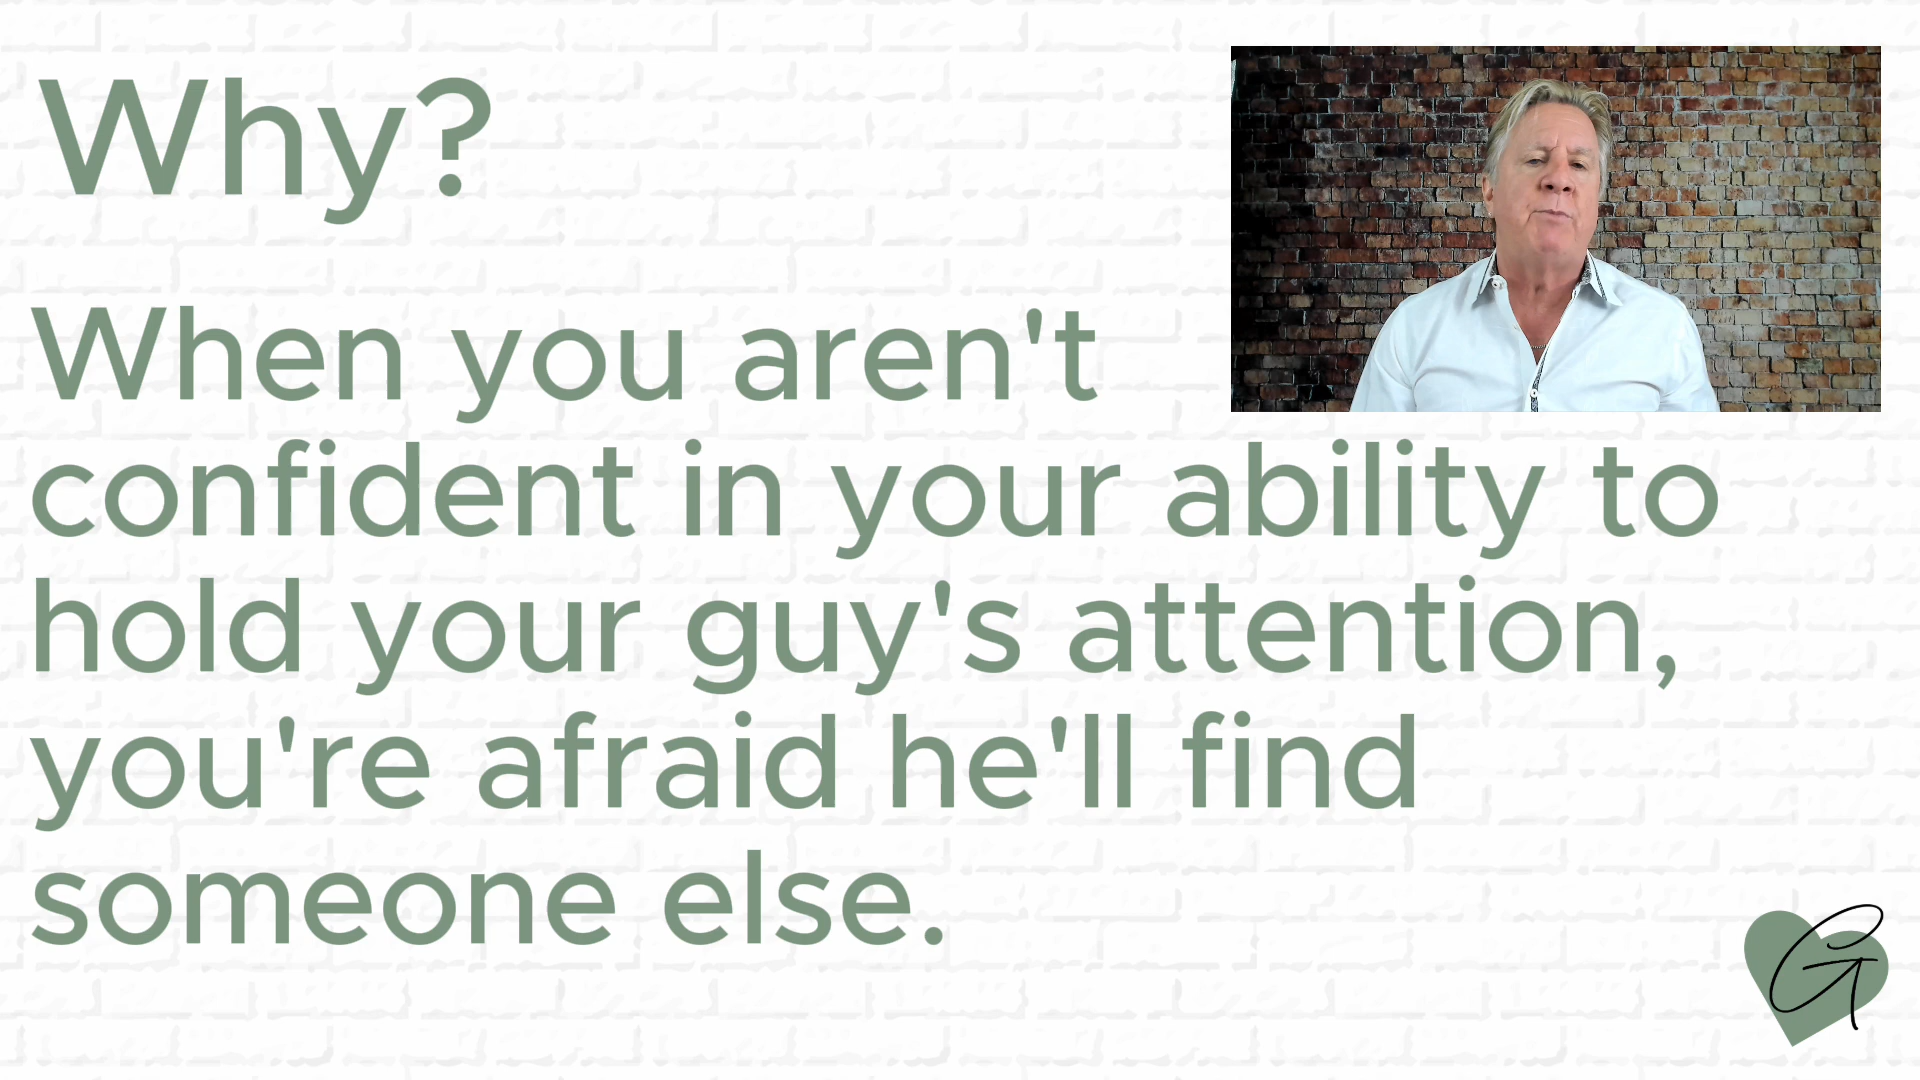 Why?
When you aren't
confident in your ability to
hold your guy's attention,
you're afraid he'll find
someone else.
G